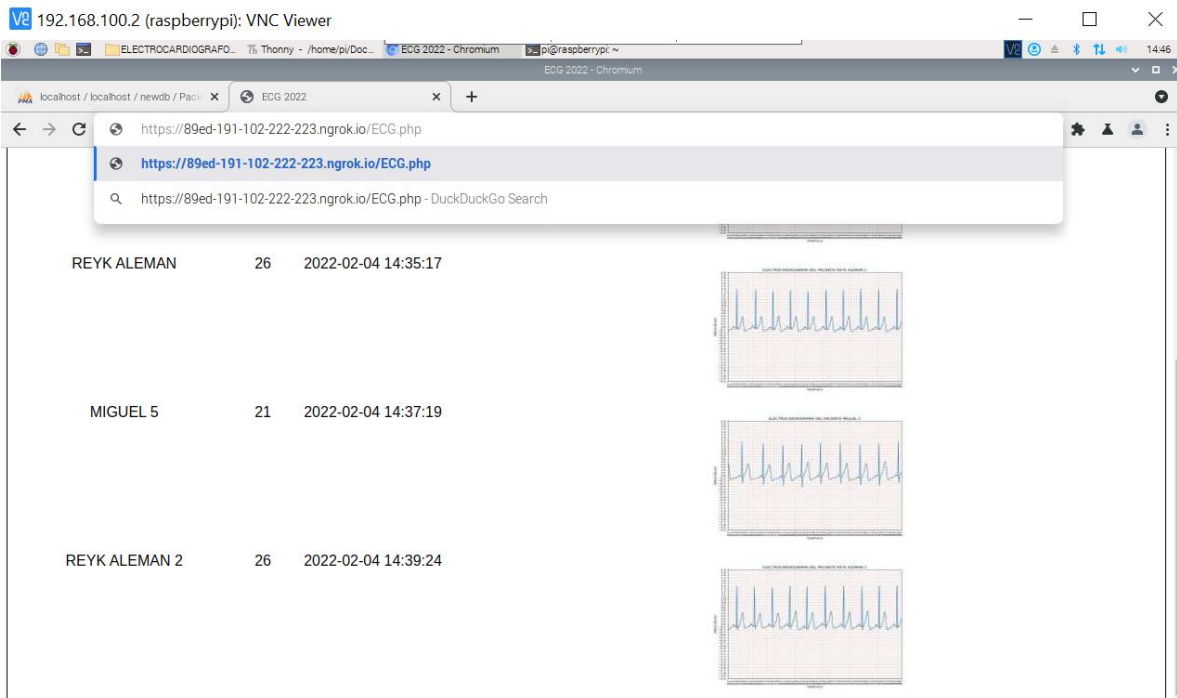 192.168.100.2 (raspberrypi): VNC Viewer
ELECTROCARDIOGRAFO... Thonny - /home/pi/Doc... ECG 2022 - Chromium pi@raspberrypi: ~ 14:46
ECG 2022 - Chromium
localhost / localhost / newdb / Paci ECG 2022
https://89ed-191-102-222-223.ngrok.io/ECG.php
https://89ed-191-102-222-223.ngrok.io/ECG.php
https://89ed-191-102-222-223.ngrok.io/ECG.php - DuckDuckGo Search
REYK ALEMAN 26 2022-02-04 14:35:17
MIGUEL 5 21 2022-02-04 14:37:19
REYK ALEMAN 2 26 2022-02-04 14:39:24